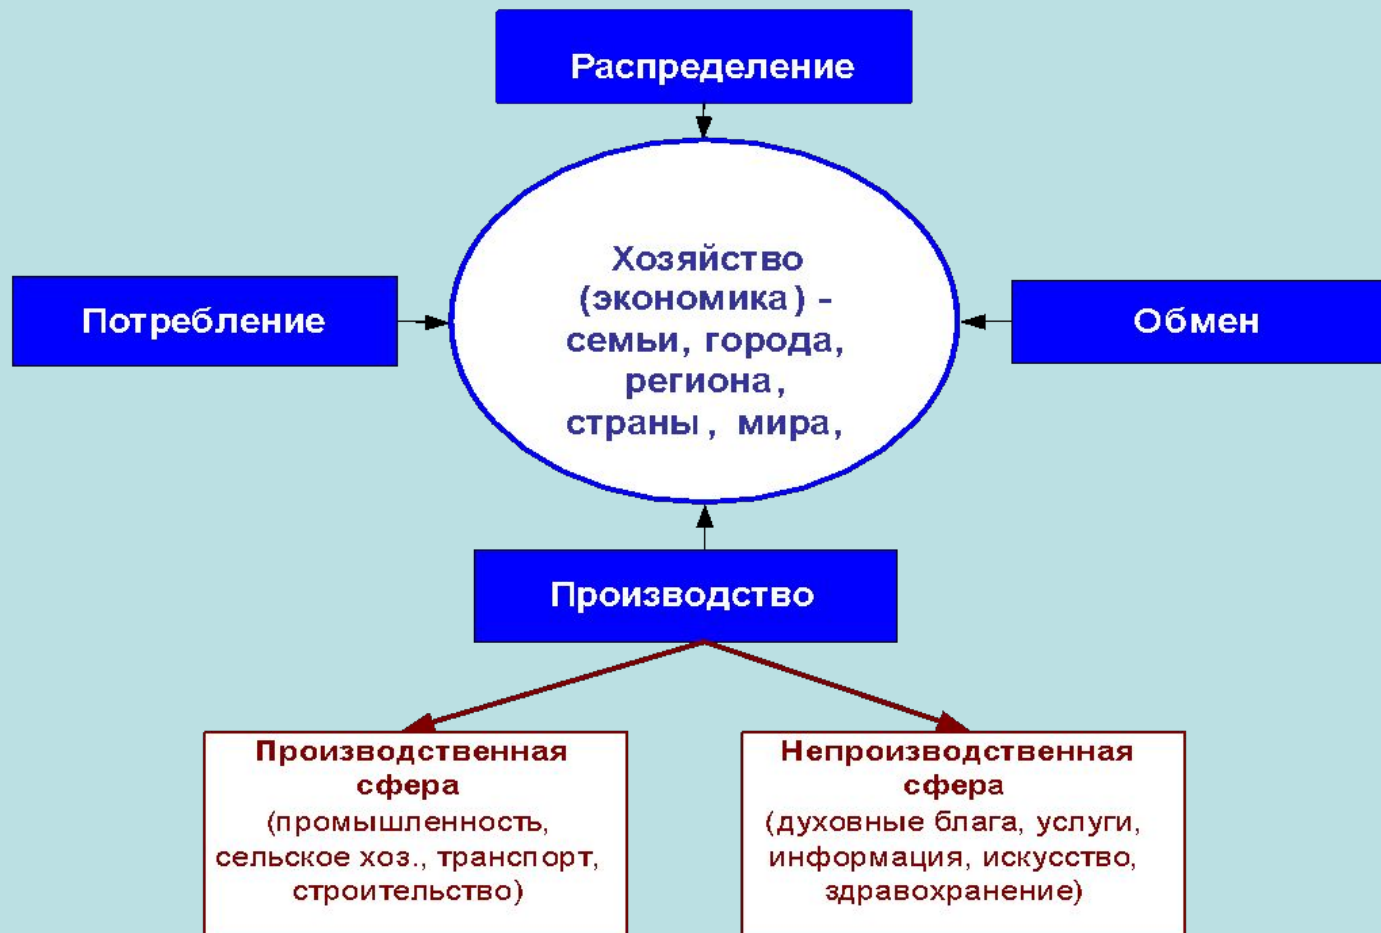 Распределение
Хозяйство
(экономика) -
семьи, города,
региона,
страны, мира,
Потребление
Обмен
Производство
Производственная
сфера
(промышленность,
сельское хоз., транспорт,
строительство)
Непроизводственная
сфера
(духовные блага, услуги,
информация, искусство,
здравохранение)